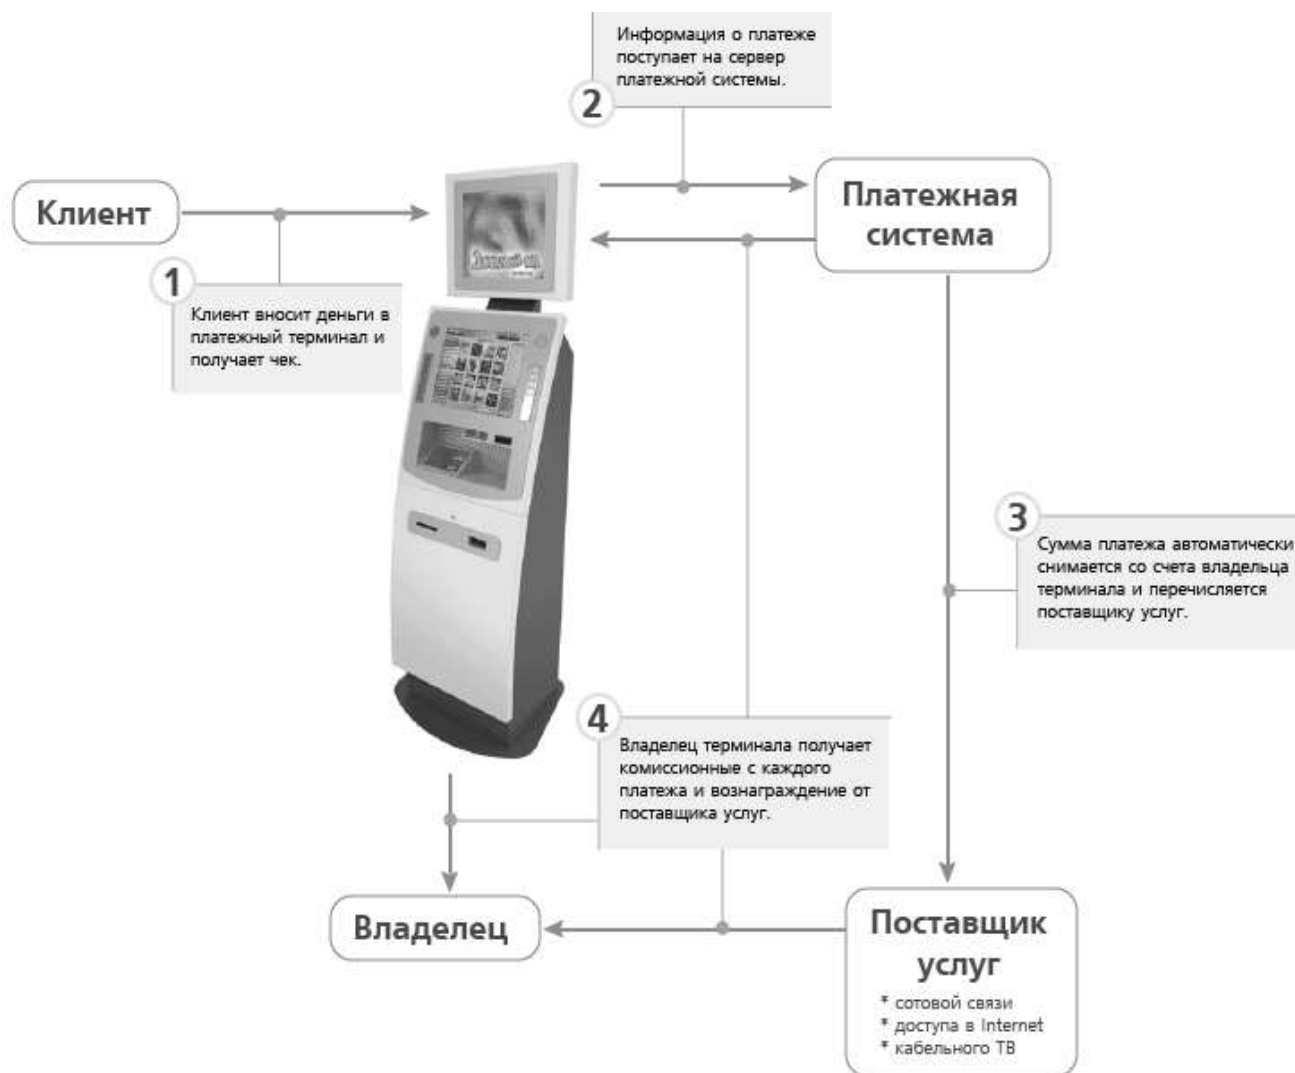 Информация о платеже
поступает на сервер
платежной системы.
2
Клиент
Платежная
система
1
Клиент вносит деньги в
платежный терминал и
получает чек.
3
Сумма платежа автоматически
снимается со счета владельца
терминала и перечисляется
поставщику услуг.
4
Владелец терминала получает
комиссионные с каждого
платежа и вознаграждение от
поставщика услуг.
Владелец
Поставщик
услуг
* сотовой связи
* доступа в Internet
* кабельного ТВ